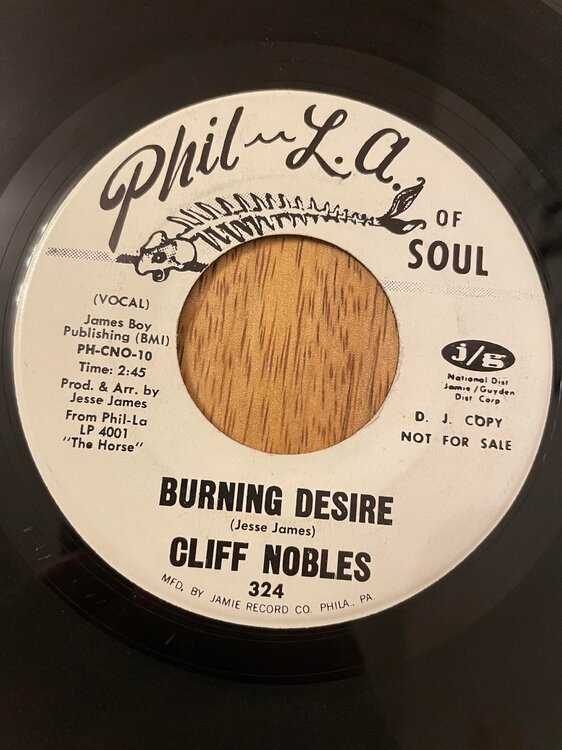 Phil-L.A.
OF
SOUL
(VOCAL)
James Boy
Publishing (BMI)
PH-CNO-10
Time: 2:45
Prod. & Arr. by
Jesse James
From Phil-La
LP 4001
"The Horse"
j/g
National Dist
Jamie/Guyden
Dist Corp
D. J. COPY
NOT FOR SALE
BURNING DESIRE
(Jesse James)
CLIFF NOBLES
324
MFD. BY JAMIE RECORD CO. PHILA., PA.